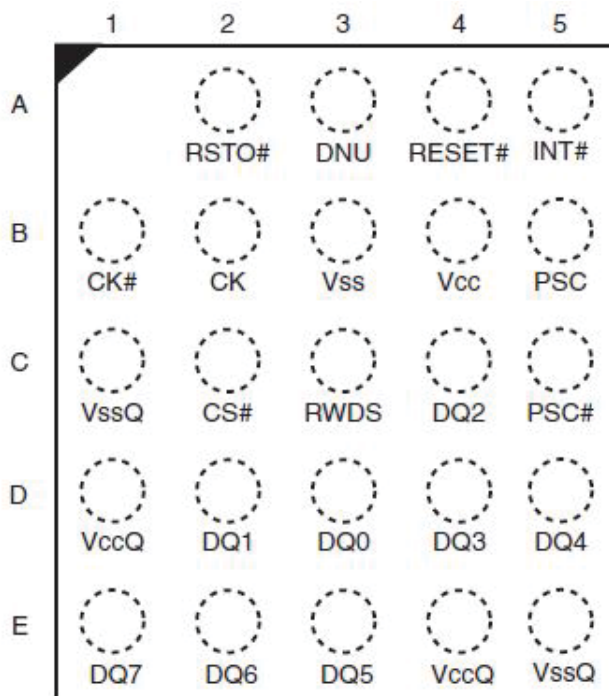 1 2 3 4 5
A
RSTO# DNU RESET# INT#
B
CK# CK Vss Vcc PSC
C
VssQ CS# RWDS DQ2 PSC#
D
VccQ DQ1 DQ0 DQ3 DQ4
E
DQ7 DQ6 DQ5 VccQ VssQ